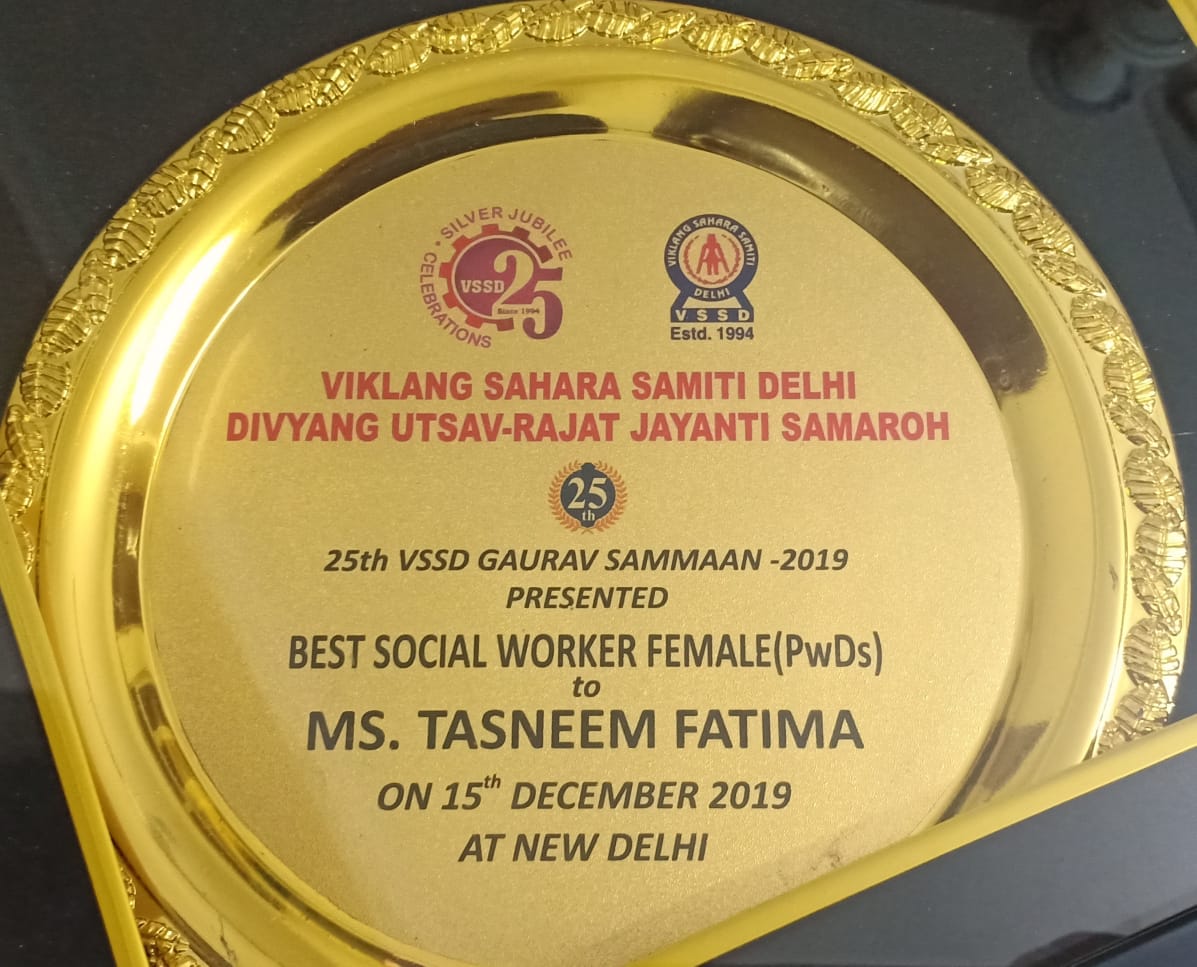 SILVER JUBILEE
CELEBRATIONS
VSSD 25
Since 1994
VIKLANG SAHARA SAMITI
DELHI
VSSD
Estd. 1994
VIKLANG SAHARA SAMITI DELHI
DIVYANG UTSAV-RAJAT JAYANTI SAMAROH
25
th
25th VSSD GAURAV SAMMAAN -2019
PRESENTED
BEST SOCIAL WORKER FEMALE(PwDs)
to
MS. TASNEEM FATIMA
ON 15th DECEMBER 2019
AT NEW DELHI